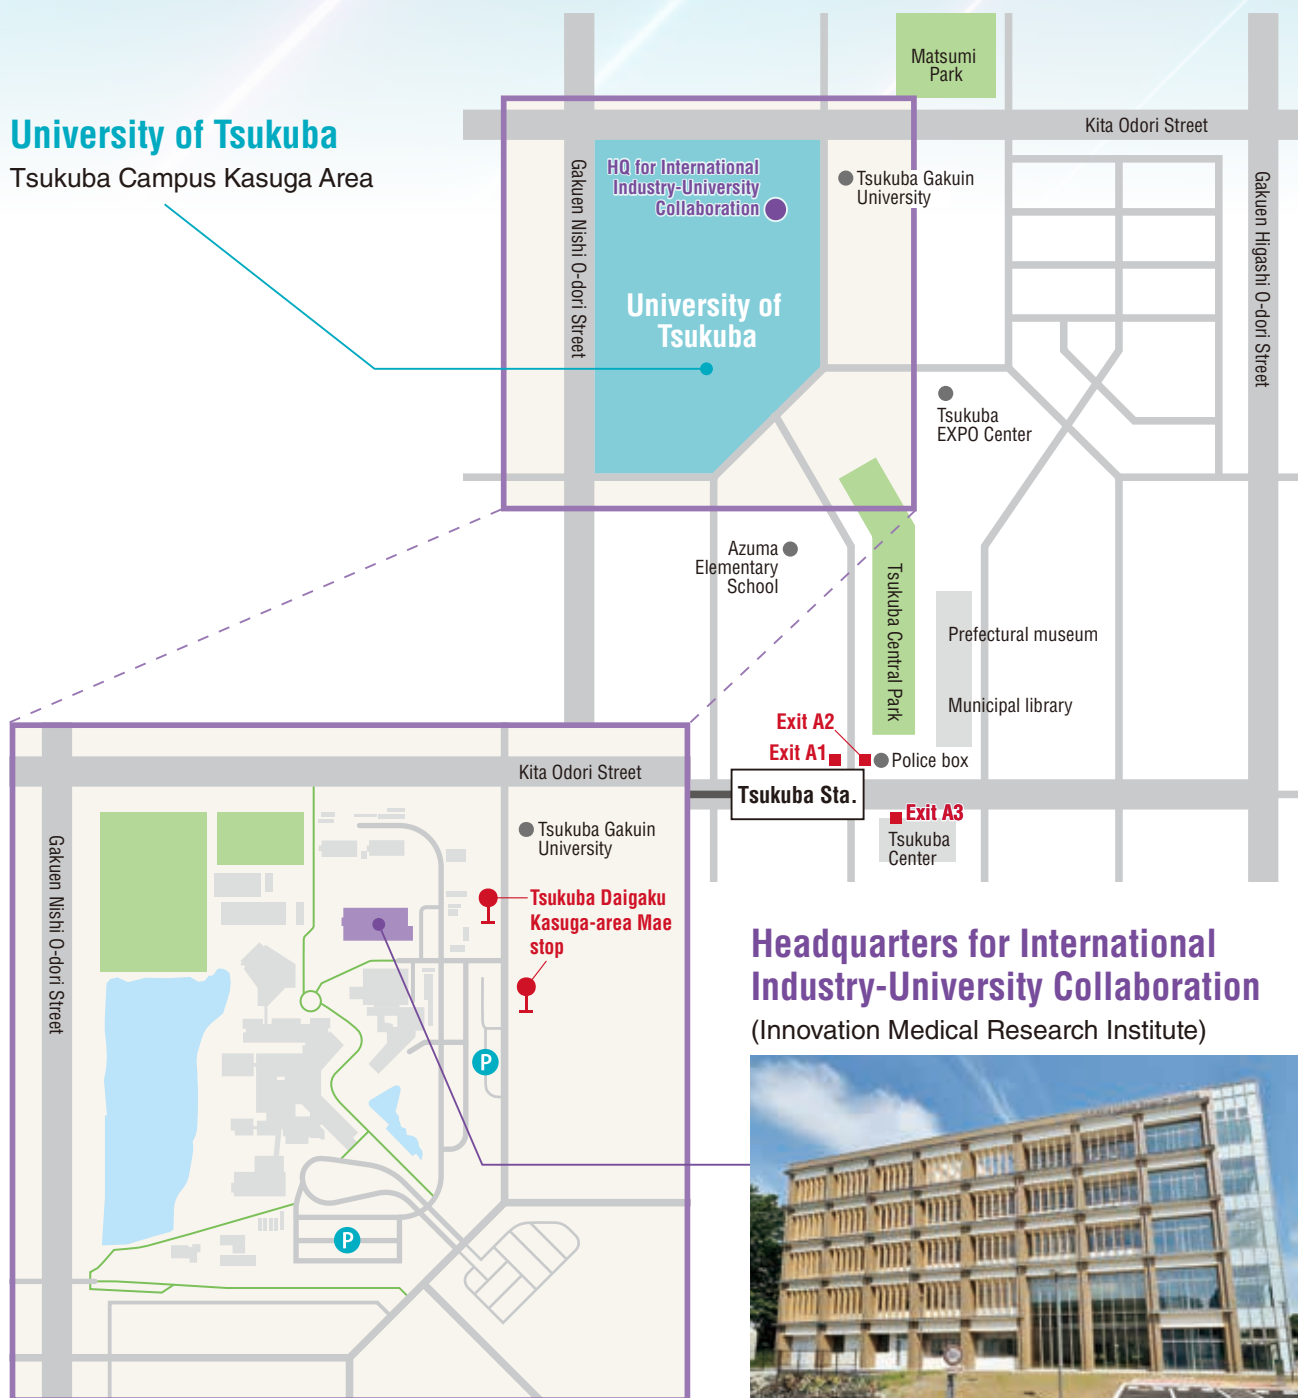 University of Tsukuba
Tsukuba Campus Kasuga Area
Matsumi
Park
Kita Odori Street
Gakuen Nishi O-dori Street
HQ for International
Industry-University
Collaboration
Tsukuba Gakuin
University
Gakuen Higashi O-dori Street
University of
Tsukuba
Tsukuba
EXPO Center
Azuma
Elementary
School
Tsukuba Central Park
Prefectural museum
Municipal library
Exit A2
Exit A1
Police box
Tsukuba Sta.
Exit A3
Tsukuba
Center
Kita Odori Street
Gakuen Nishi O-dori Street
Tsukuba Gakuin
University
Tsukuba Daigaku
Kasuga-area Mae
stop
P
P
Headquarters for International
Industry-University Collaboration
(Innovation Medical Research Institute)